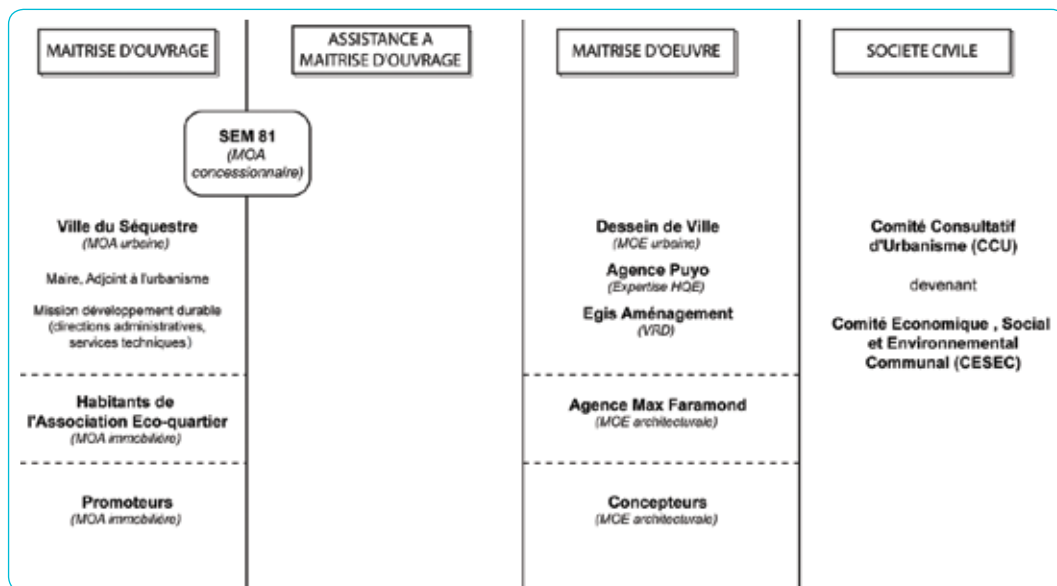 MAITRISE D'OUVRAGE
ASSISTANCE A
MAITRISE D'OUVRAGE
MAITRISE D'OEUVRE
SOCIETE CIVILE
SEM 81
(MOA
concessionnaire)
Ville du Séquestre
(MOA urbaine)
Maire, Adjoint à l'urbanisme
Mission développement durable
(directions administratives,
services techniques)
Habitants de
l'Association Eco-quartier
(MOA immobilière)
Promoteurs
(MOA immobilière)
Dessein de Ville
(MOE urbaine)
Agence Puyo
(Expertise HQE)
Egis Aménagement
(VRD)
Agence Max Faramond
(MOE architecturale)
Concepteurs
(MOE architecturale)
Comité Consultatif
d'Urbanisme (CCU)
devenant
Comité Economique , Social
et Environnemental
Communal (CESEC)